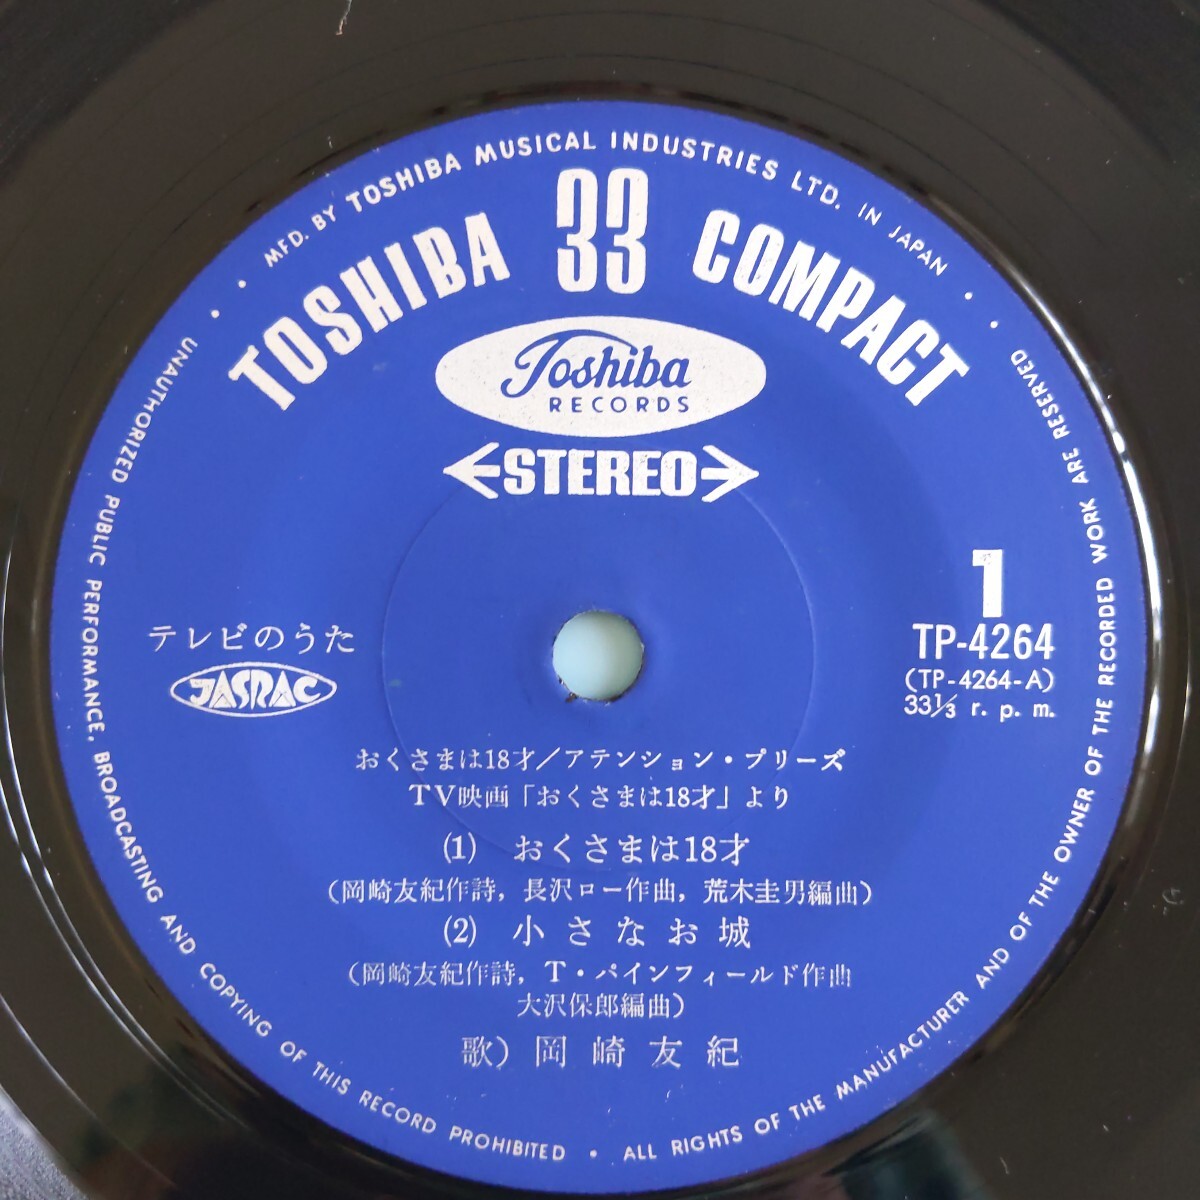 MFD. BY TOSHIBA MUSICAL INDUSTRIES LTD. IN JAPAN
TOSHIBA 33 COMPACT
Toshiba
RECORDS
STEREO
1
TP-4264
(TP-4264-A)
33⅓ r. p. m.
テレビのうた
JASRAC
おくさまは18才/アテンション・プリーズ
TV映画「おくさまは18才」より
(1) おくさまは18才
(岡崎友紀作詩, 長沢ロー作曲, 荒木圭男編曲)
(2) 小さなお城
(岡崎友紀作詩, T・パインフィールド作曲
大沢保郎編曲)
歌) 岡崎友紀
UNAUTHORIZED PUBLIC PERFORMANCE, BROADCASTING AND COPYING OF THIS RECORD PROHIBITED • ALL RIGHTS OF THE MANUFACTURER AND OF THE OWNER OF THE RECORDED WORK ARE RESERVED